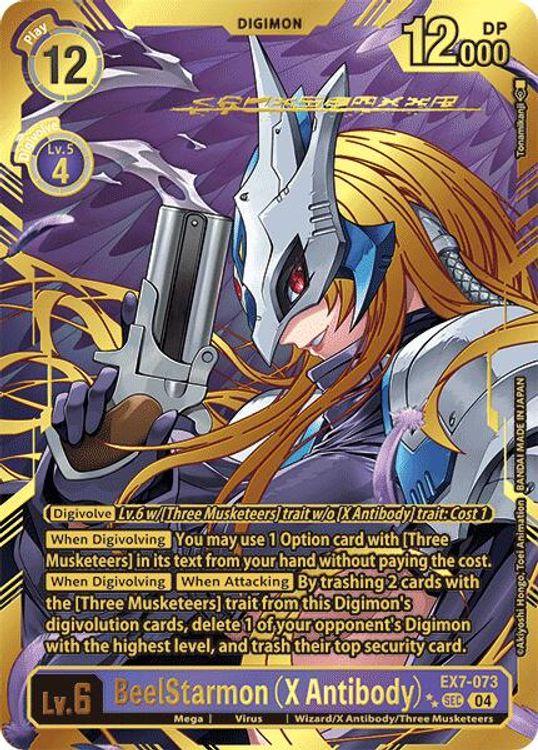 DIGIMON
Play
12
DP
12000
Digivolve
Lv.5
4
Tonamikanji
Digivolve Lv.6 w/[Three Musketeers] trait w/o [X Antibody] trait: Cost 1
When Digivolving You may use 1 Option card with [Three
Musketeers] in its text from your hand without paying the cost.
When Digivolving When Attacking By trashing 2 cards with
the [Three Musketeers] trait from this Digimon's
digivolution cards, delete 1 of your opponent's Digimon
with the highest level, and trash their top security card.
©Akiyoshi Hongo, Toei Animation BANDAI MADE IN JAPAN
6
Lv.6
BeelStarmon (X Antibody)
EX7-073
SEC 04
Mega | Virus | Wizard/X Antibody/Three Musketeers